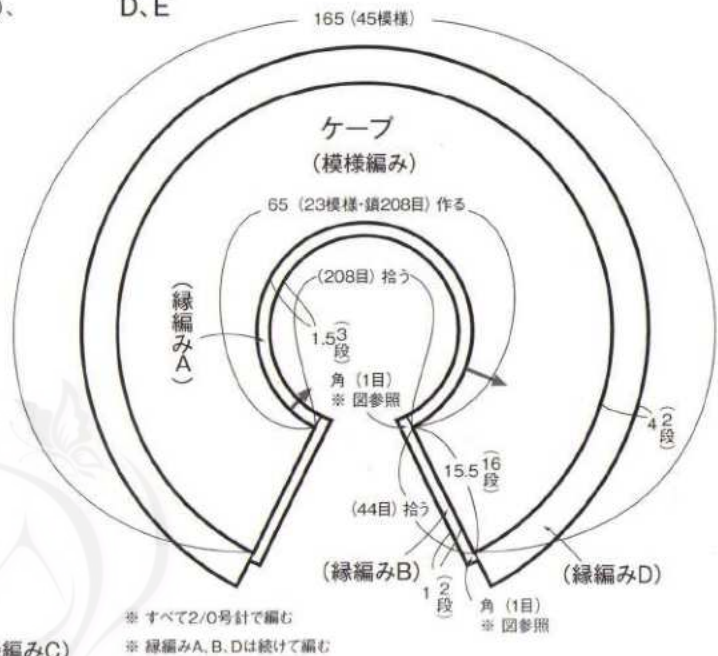 D、E
165 (45模様)
ケープ
(模様編み)
65 (23模様・鎖208目) 作る
(208目) 拾う
(縁編みA)
1.5(3段)
角 (1目)
※ 図参照
4(2段)
15.5(16段)
(44目) 拾う
(縁編みB)
1(2段)
(縁編みD)
角 (1目)
※ 図参照
※ すべて2/0号針で編む
編みC)
※ 縁編みA、B、Dは続けて編む